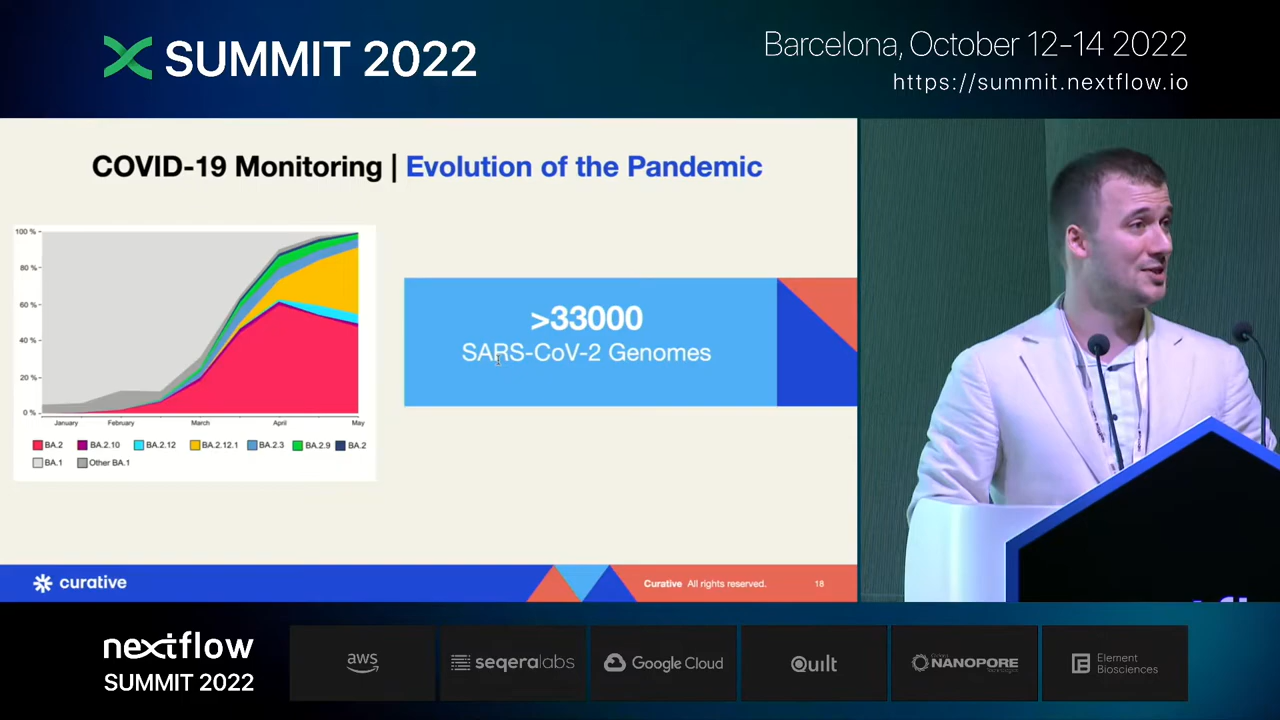 SUMMIT 2022
Barcelona, October 12-14 2022
https://summit.nextflow.io
COVID-19 Monitoring | Evolution of the Pandemic
100 %
80 %
60 %
40 %
20 %
0 %
January February March April May
BA.2 BA.2.10 BA.2.12 BA.2.12.1 BA.2.3 BA.2.9 BA.2
BA.1 Other BA.1
>33000
SARS-CoV-2 Genomes
curative
Curative All rights reserved. 18
nextflow
SUMMIT 2022
aws
seqeralabs
Google Cloud
Quilt
NANOPORE
Element
Biosciences